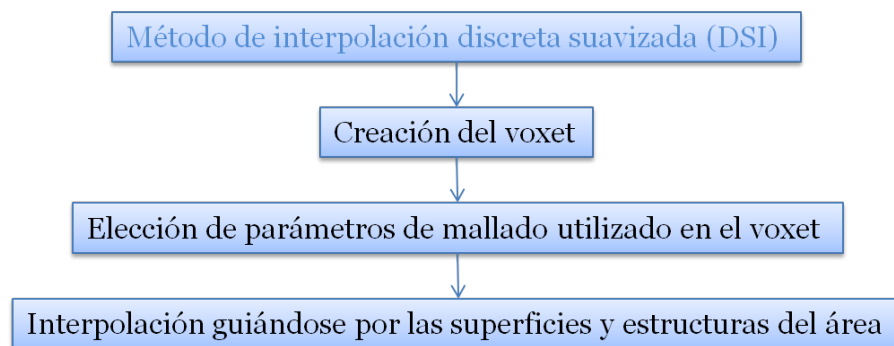 Método de interpolación discreta suavizada (DSI)
Creación del voxet
Elección de parámetros de mallado utilizado en el voxet
Interpolación guiándose por las superficies y estructuras del área